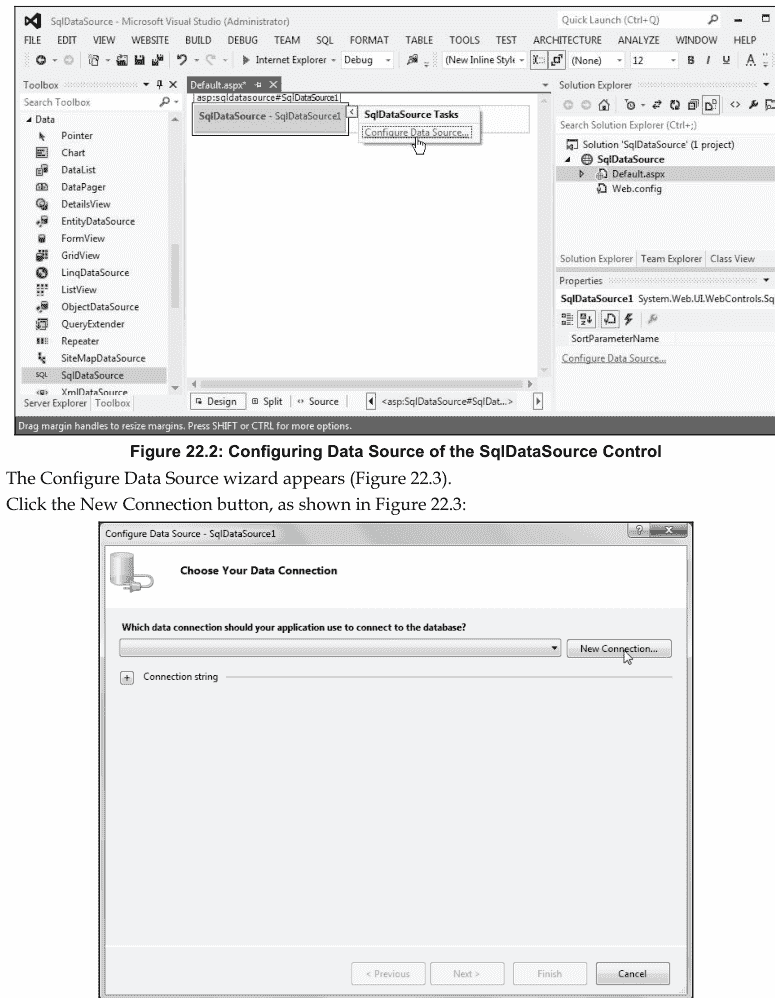 SqlDataSource - Microsoft Visual Studio (Administrator)
Quick Launch (Ctrl+Q)
FILE EDIT VIEW WEBSITE BUILD DEBUG TEAM SQL FORMAT TABLE TOOLS TEST ARCHITECTURE ANALYZE WINDOW HELP
Internet Explorer Debug (New Inline Style (None) 12 B I U A
Toolbox
Search Toolbox
Data
Pointer
Chart
DataList
DataPager
DetailsView
EntityDataSource
FormView
GridView
LinqDataSource
ListView
ObjectDataSource
QueryExtender
Repeater
SiteMapDataSource
SQL SqlDataSource
XmlDataSource
Server Explorer Toolbox
Default.aspx*
asp:sqldatasource#SqlDataSource1
SqlDataSource - SqlDataSource1
SqlDataSource Tasks
Configure Data Source...
Design Split Source <asp:SqlDataSource#SqlDat...>
Solution Explorer
Search Solution Explorer (Ctrl+;)
Solution 'SqlDataSource' (1 project)
SqlDataSource
Default.aspx
Web.config
Solution Explorer Team Explorer Class View
Properties
SqlDataSource1 System.Web.UI.WebControls.Sq
SortParameterName
Configure Data Source...
Drag margin handles to resize margins. Press SHIFT or CTRL for more options.
Figure 22.2: Configuring Data Source of the SqlDataSource Control
The Configure Data Source wizard appears (Figure 22.3).
Click the New Connection button, as shown in Figure 22.3:
Configure Data Source - SqlDataSource1
Choose Your Data Connection
Which data connection should your application use to connect to the database?
New Connection...
+ Connection string
< Previous Next > Finish Cancel